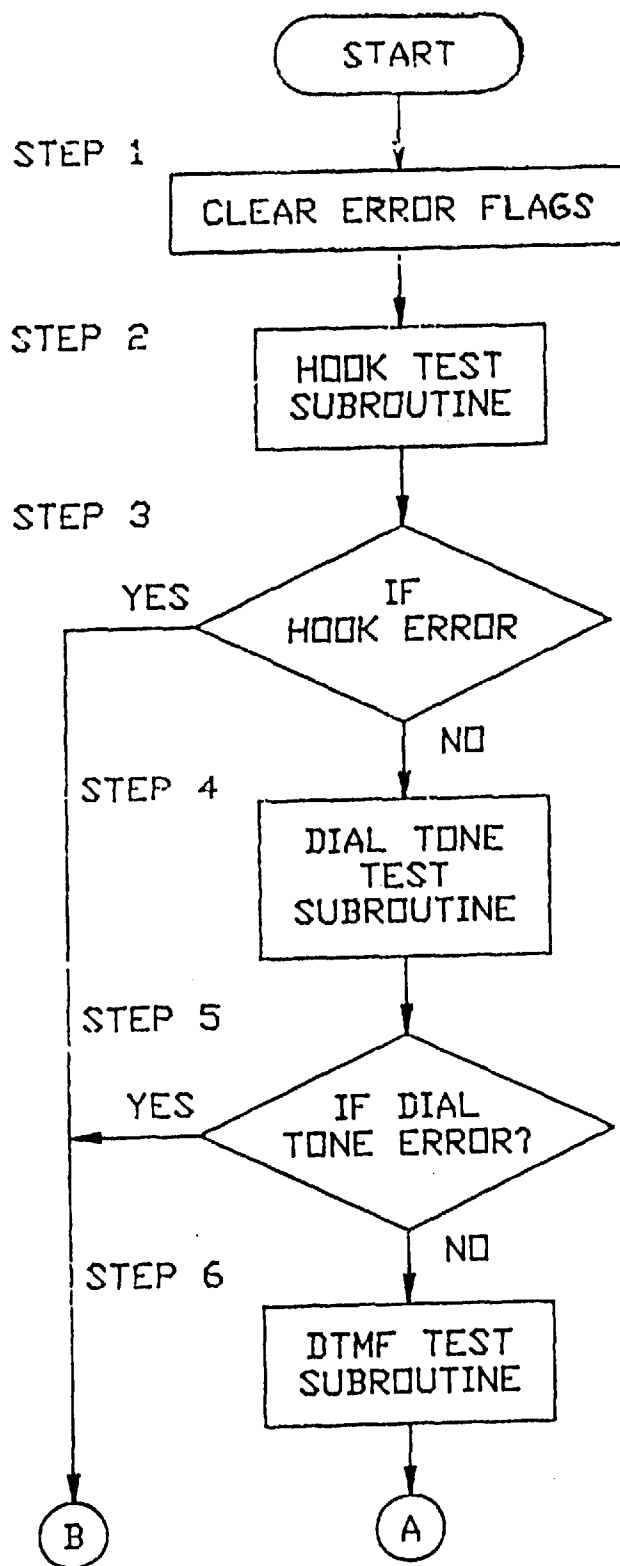 START
STEP 1
CLEAR ERROR FLAGS
STEP 2
HOOK TEST
SUBROUTINE
STEP 3
YES
IF
HOOK ERROR
NO
STEP 4
DIAL TONE
TEST
SUBROUTINE
STEP 5
YES
IF DIAL
TONE ERROR?
NO
STEP 6
DTMF TEST
SUBROUTINE
B
A